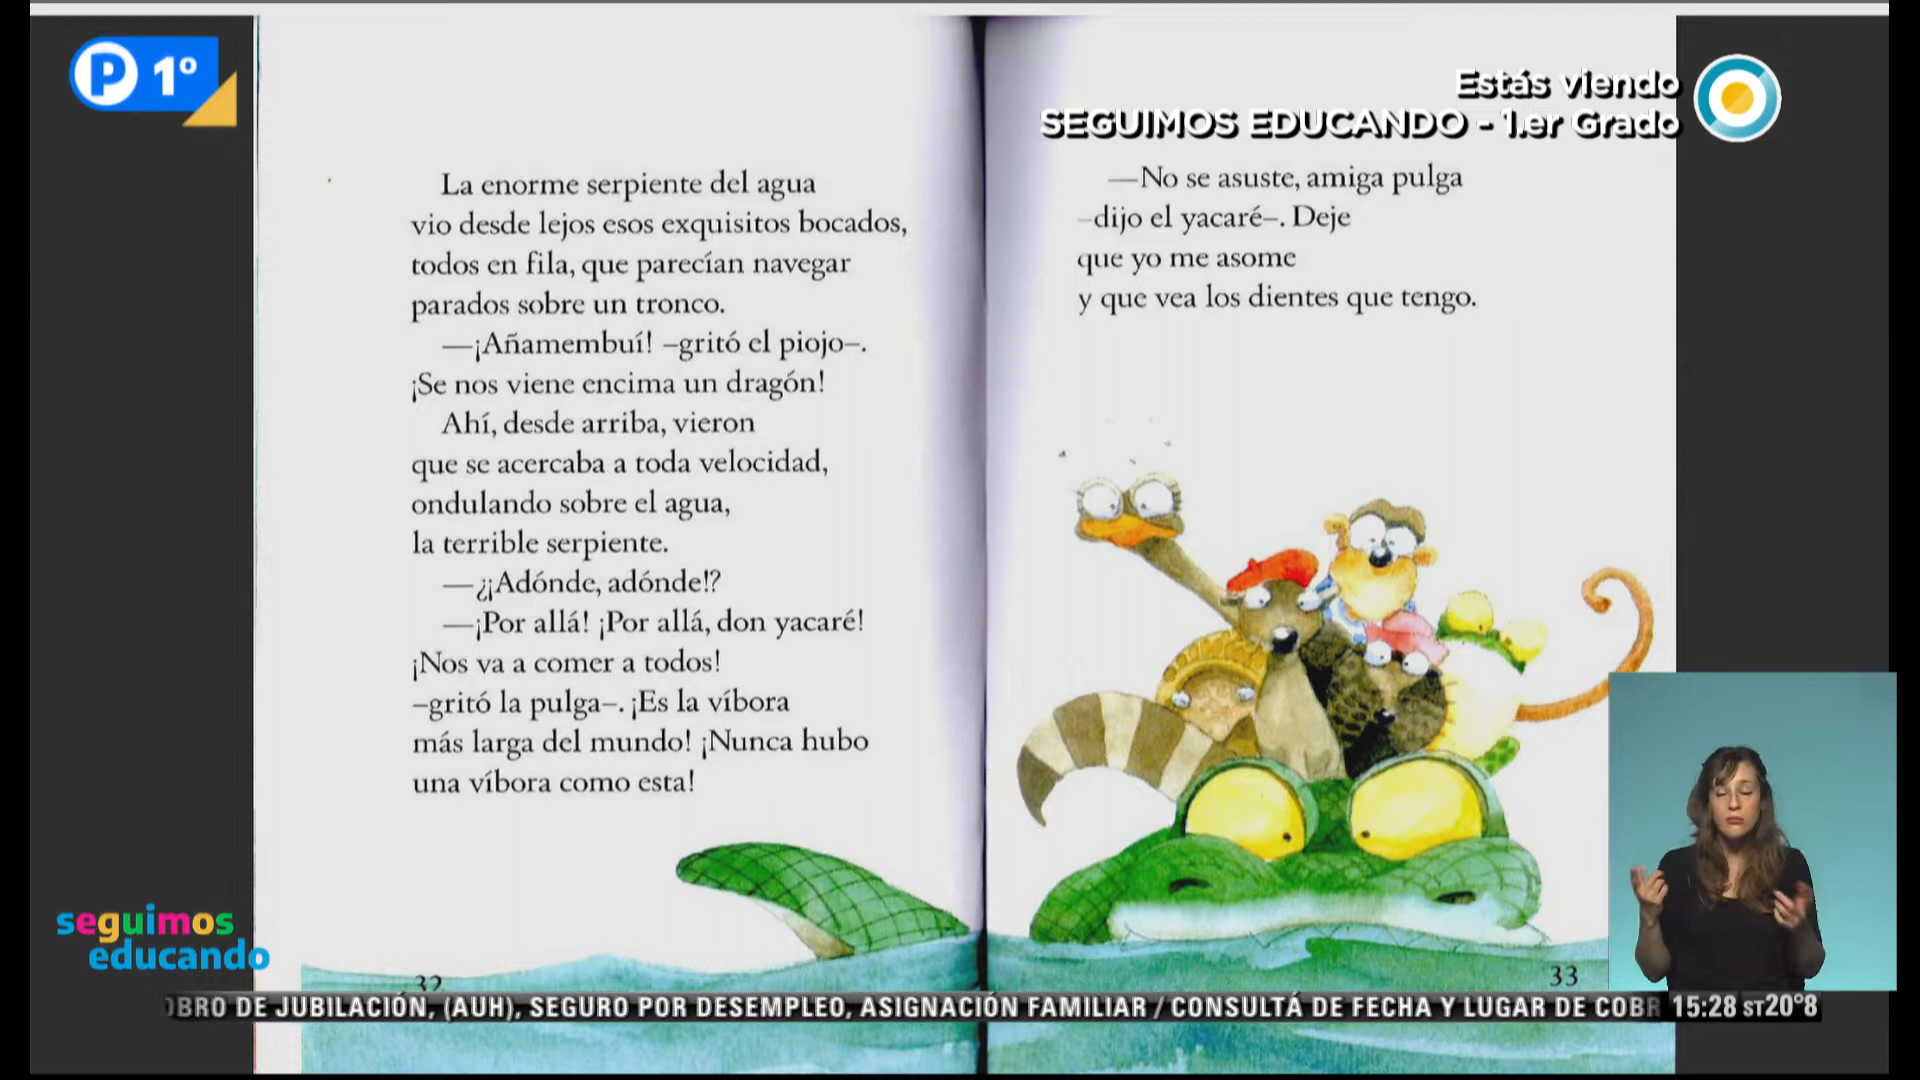 P 1º
Estás viendo
SEGUIMOS EDUCANDO - 1.er Grado
La enorme serpiente del agua
vio desde lejos esos exquisitos bocados,
todos en fila, que parecían navegar
parados sobre un tronco.
—¡Añamembuí! –gritó el piojo–.
¡Se nos viene encima un dragón!
Ahí, desde arriba, vieron
que se acercaba a toda velocidad,
ondulando sobre el agua,
la terrible serpiente.
—¿¡Adónde, adónde!?
—¡Por allá! ¡Por allá, don yacaré!
¡Nos va a comer a todos!
–gritó la pulga–. ¡Es la víbora
más larga del mundo! ¡Nunca hubo
una víbora como esta!
32
—No se asuste, amiga pulga
–dijo el yacaré–. Deje
que yo me asome
y que vea los dientes que tengo.
33
seguimos
educando
OBRO DE JUBILACIÓN, (AUH), SEGURO POR DESEMPLEO, ASIGNACIÓN FAMILIAR / CONSULTÁ DE FECHA Y LUGAR DE COBR 15:28 ST20°8